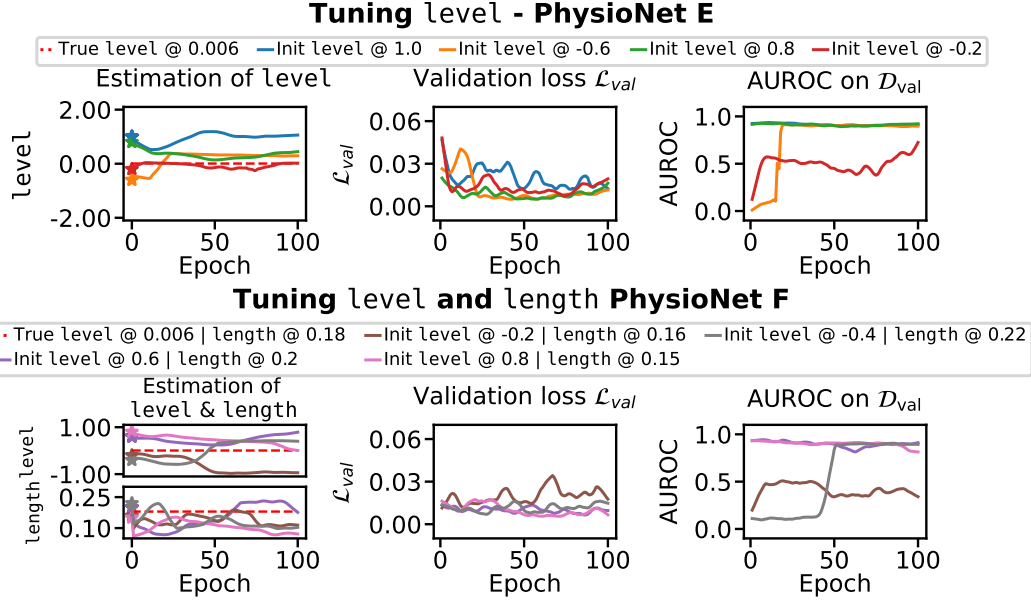 Tuning level - PhysioNet E
True level @ 0.006 Init level @ 1.0 Init level @ -0.6 Init level @ 0.8 Init level @ -0.2
Estimation of level Validation loss ℒval AUROC on 𝒟val
level
2.00
0.00
-2.00
0 50 100
Epoch
ℒval
0.06
0.03
0.00
0 50 100
Epoch
AUROC
1.0
0.5
0.0
0 50 100
Epoch
Tuning level and length PhysioNet F
True level @ 0.006 | length @ 0.18 Init level @ -0.2 | length @ 0.16 Init level @ -0.4 | length @ 0.22
Init level @ 0.6 | length @ 0.2 Init level @ 0.8 | length @ 0.15
Estimation of
level & length
Validation loss ℒval
AUROC on 𝒟val
level
1.00
-1.00
length
0.25
0.10
0 50 100
Epoch
ℒval
0.06
0.03
0.00
0 50 100
Epoch
AUROC
1.0
0.5
0.0
0 50 100
Epoch